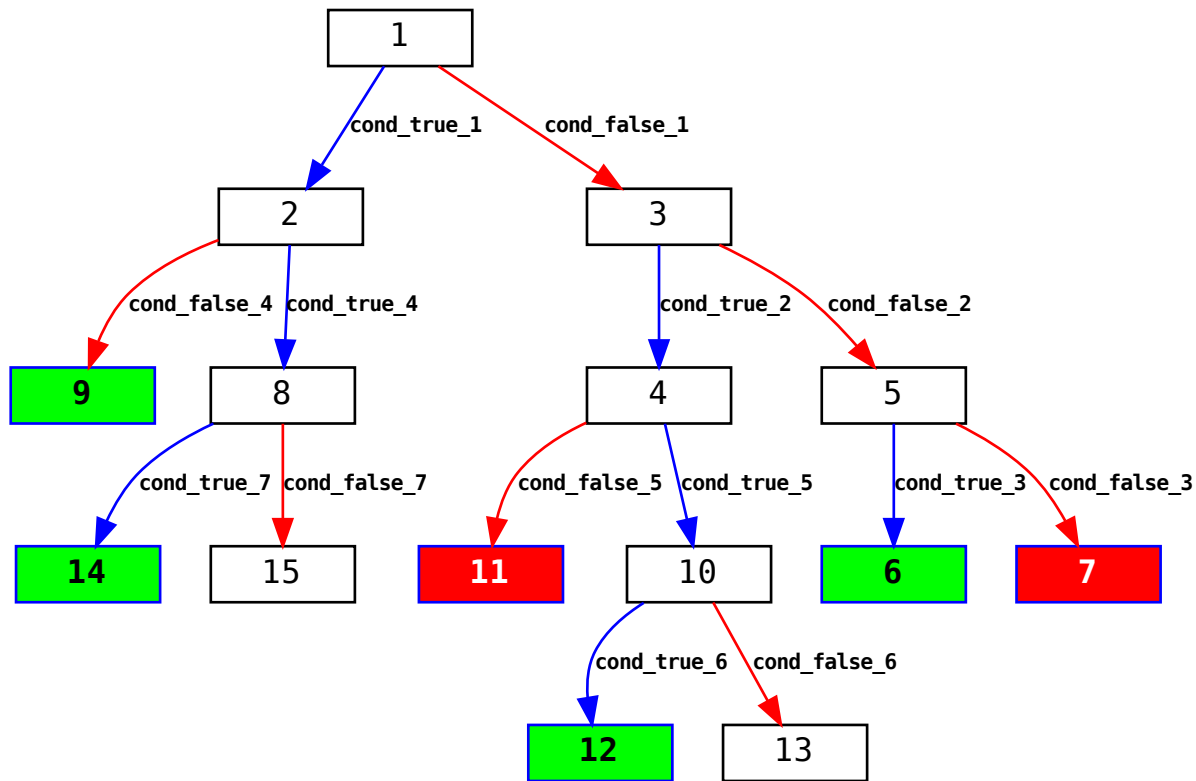 1
cond_true_1
cond_false_1
2
3
cond_false_4
cond_true_4
cond_true_2
cond_false_2
9
8
4
5
cond_true_7
cond_false_7
cond_false_5
cond_true_5
cond_true_3
cond_false_3
14
15
11
10
6
7
cond_true_6
cond_false_6
12
13